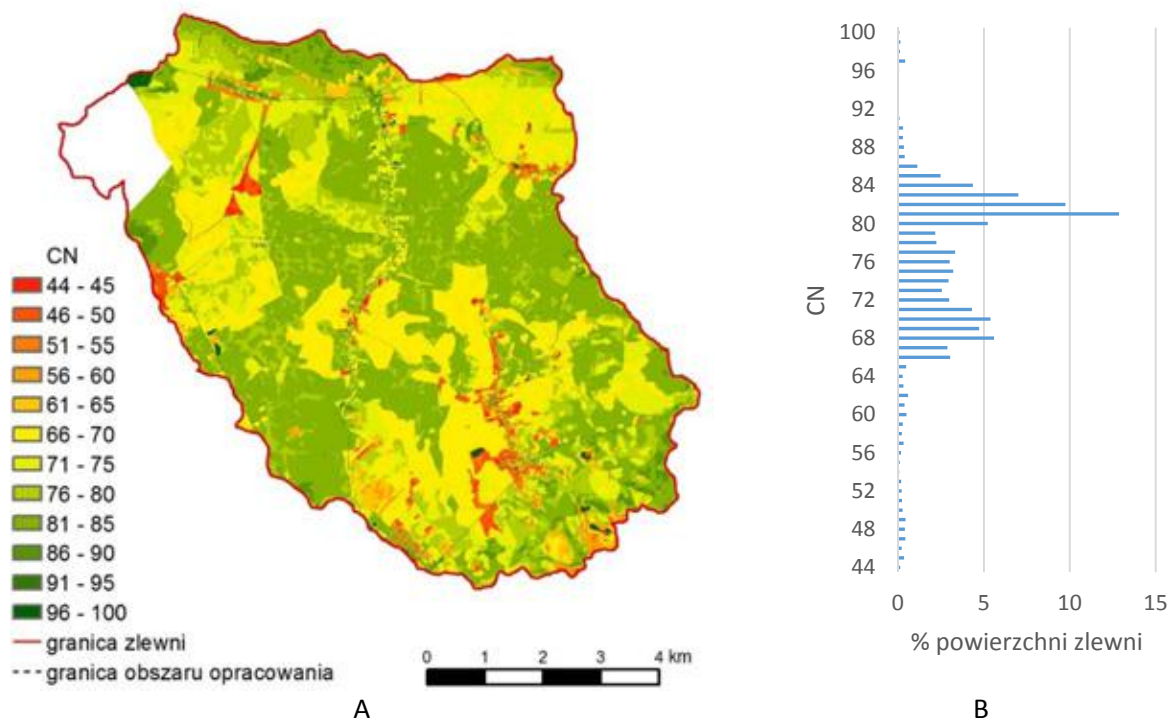 CN
44 - 45
46 - 50
51 - 55
56 - 60
61 - 65
66 - 70
71 - 75
76 - 80
81 - 85
86 - 90
91 - 95
96 - 100
granica zlewni
granica obszaru opracowania
0 1 2 3 4 km
A
100
96
92
88
84
80
76
72
68
64
60
56
52
48
44
CN
0 5 10 15
% powierzchni zlewni
B